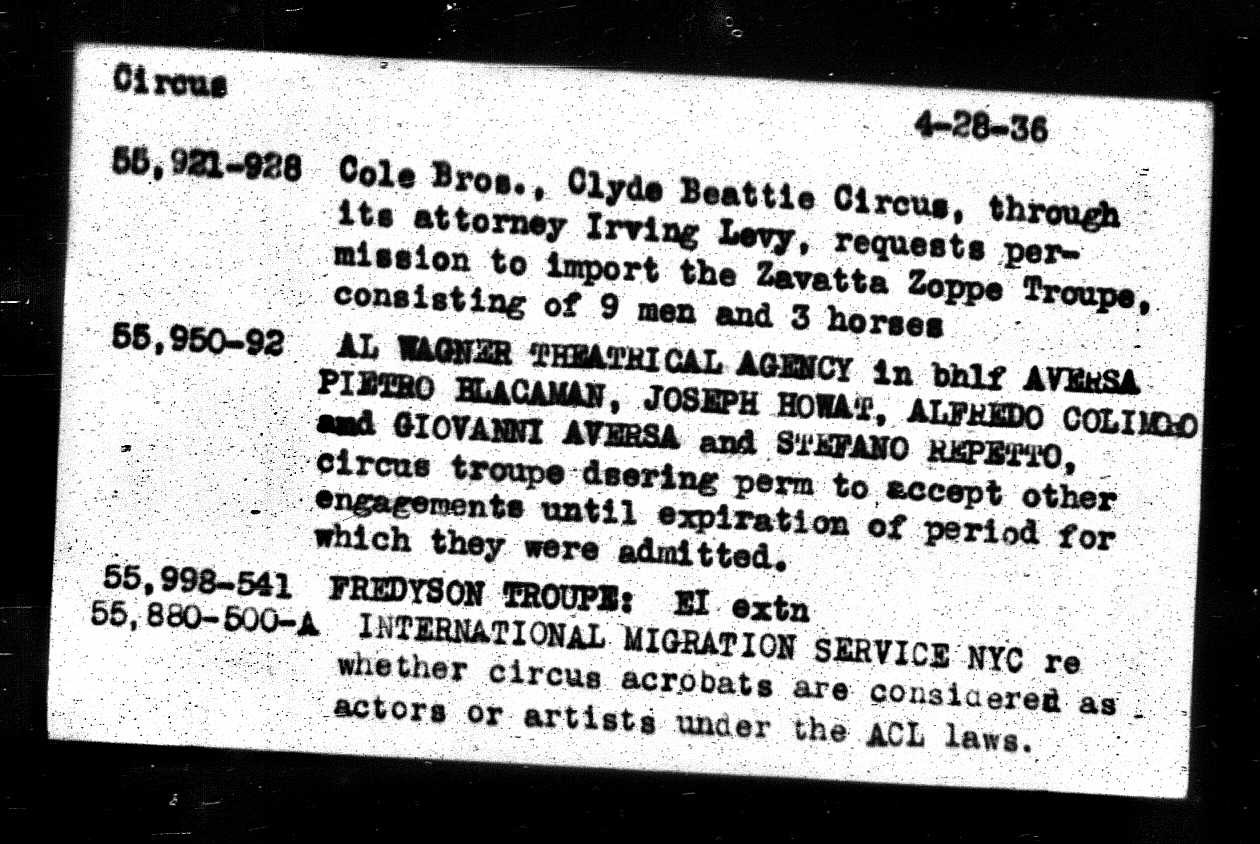 Circus
4-28-36
55,921-928 Cole Bros., Clyde Beattie Circus, through
its attorney Irving Levy, requests per-
mission to import the Zavatta Zoppe Troupe,
consisting of 9 men and 3 horses
55,950-92 AL WAGNER THEATRICAL AGENCY in bhlf AVERSA
PIETRO BLACAMAN, JOSEPH HOWAT, ALFREDO
and GIOVANNI AVERSA and STEFANO REPETTO,
circus troupe dsering perm to accept other
engagements until expiration of period for
which they were admitted.
55,998-541 FREDYSON TROUPE: EI extn
55,880-500-A INTERNATIONAL MIGRATION SERVICE NYC re
whether circus acrobats are considered as
actors or artists under the ACL laws.